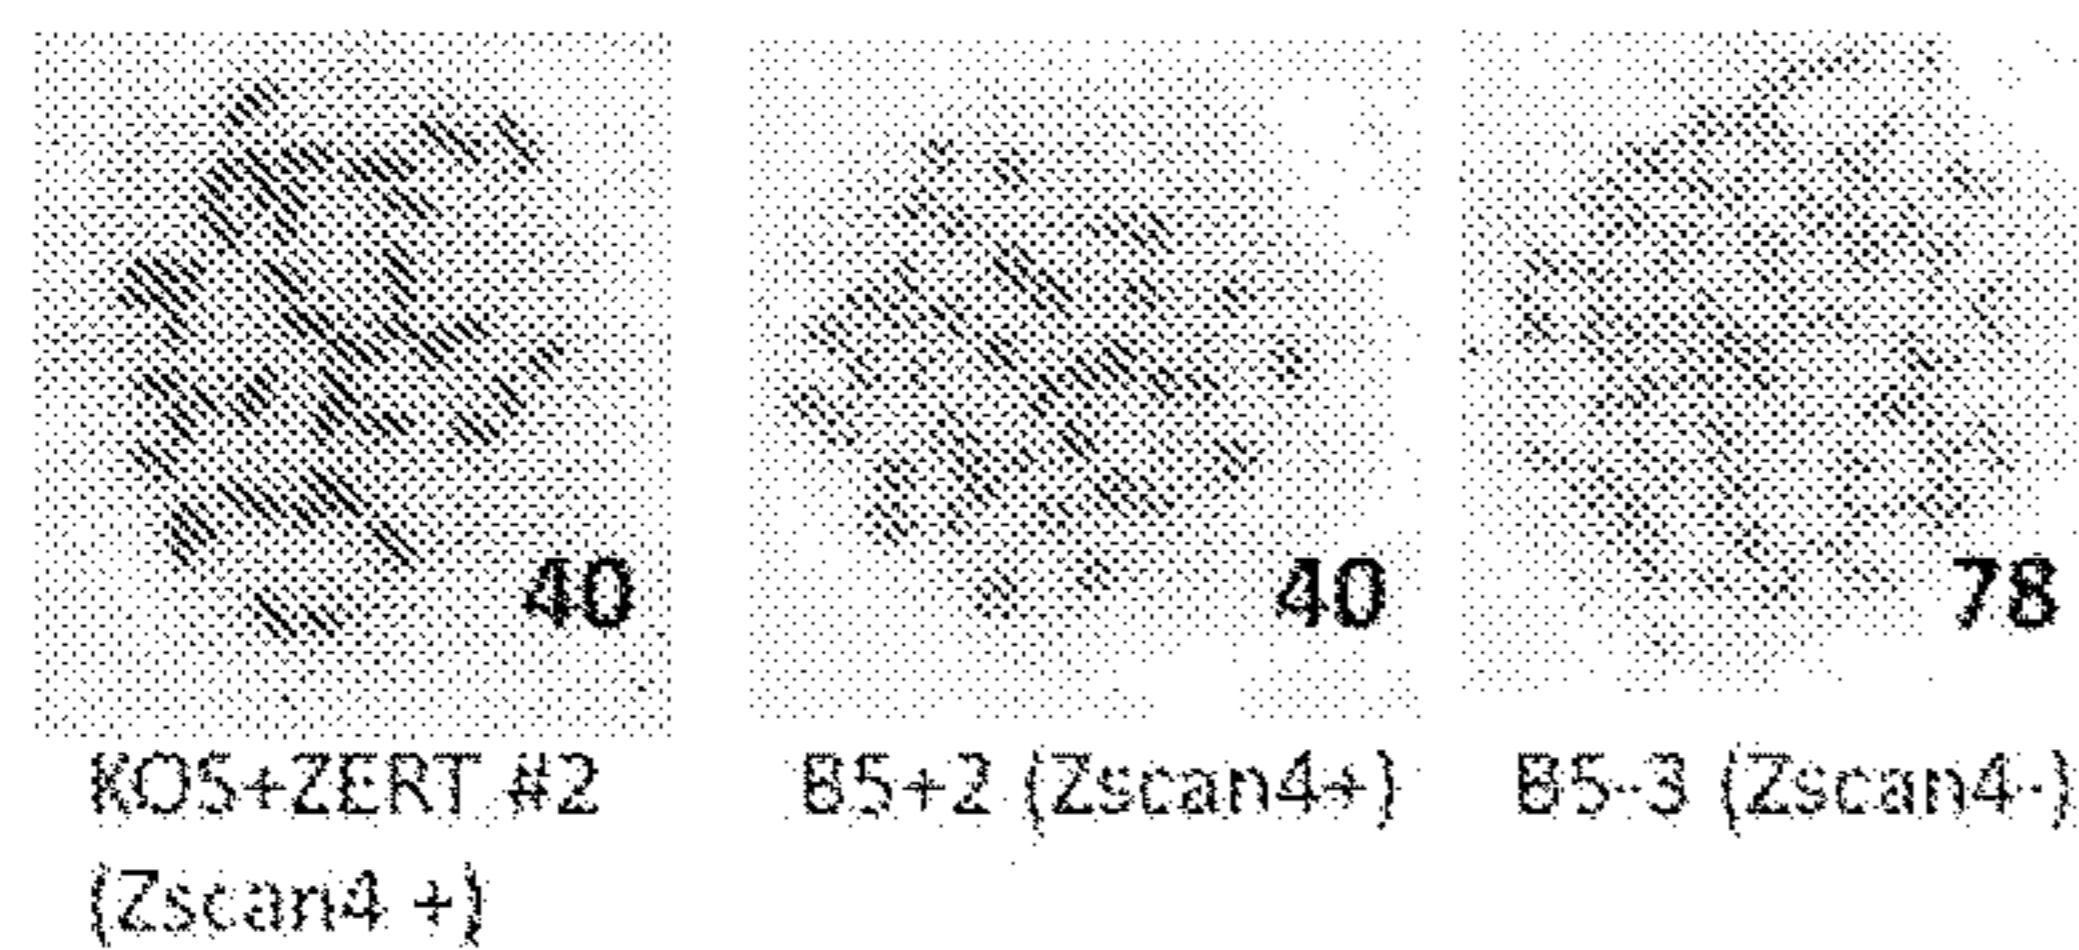 40
40
78
KOS+ZERT #2
(Zscan4 +)
B5+2 (Zscan4+)
B5-3 (Zscan4-)